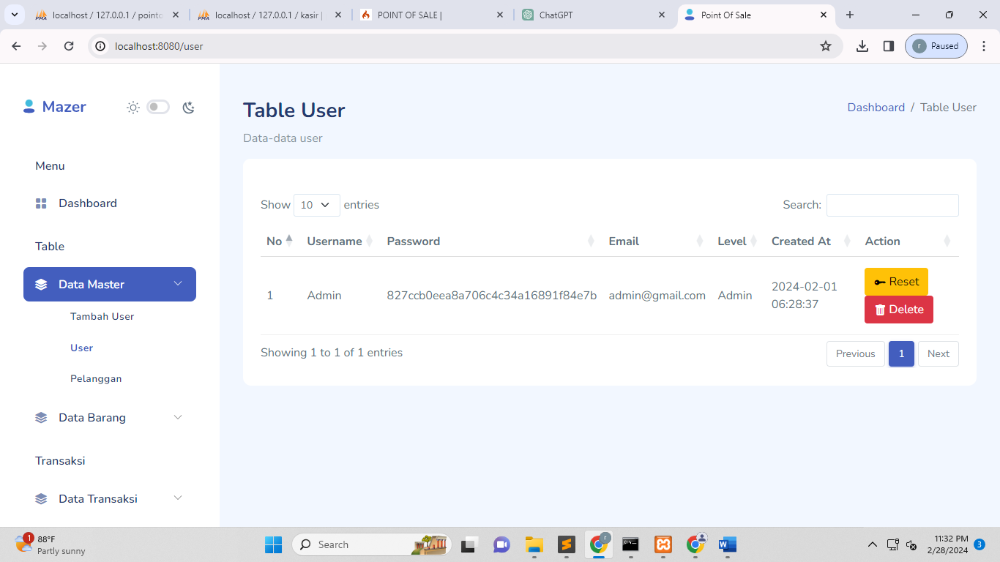 localhost / 127.0.0.1 / pointo
localhost / 127.0.0.1 / kasir |
POINT OF SALE |
ChatGPT
Point Of Sale
localhost:8080/user
r
Paused
Mazer
Menu
Dashboard
Table
Data Master
Tambah User
User
Pelanggan
Data Barang
Transaksi
Data Transaksi
Table User
Data-data user
Dashboard / Table User
Show 10 entries
Search:
No Username Password Email Level Created At Action
1 Admin 827ccb0eea8a706c4c34a16891f84e7b admin@gmail.com Admin 2024-02-01 06:28:37 Reset Delete
Showing 1 to 1 of 1 entries
Previous 1 Next
1
88°F
Partly sunny
Search
11:32 PM
2/28/2024
3